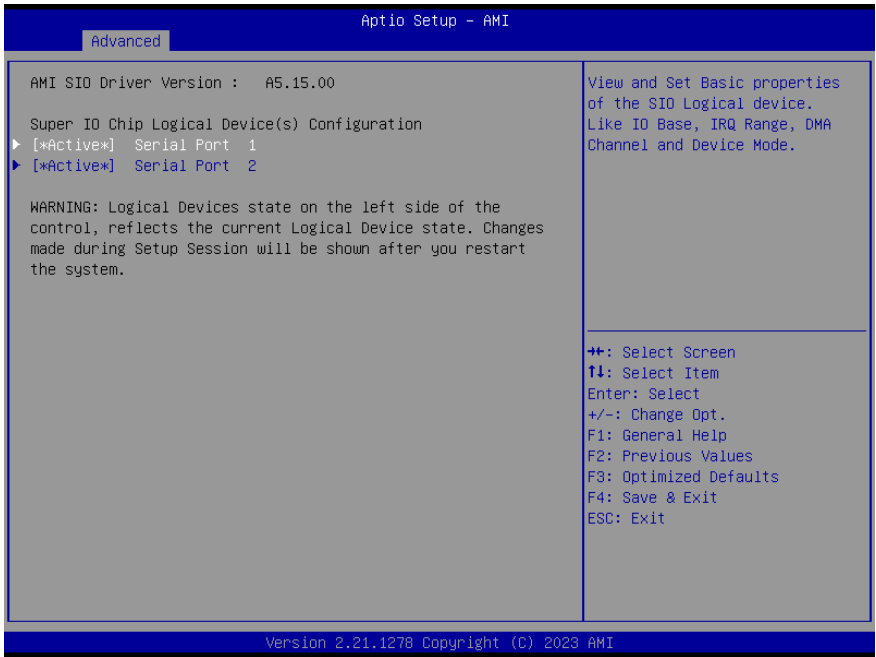 Aptio Setup – AMI
Advanced
AMI SIO Driver Version :   A5.15.00
Super IO Chip Logical Device(s) Configuration
[*Active*]  Serial Port  1
[*Active*]  Serial Port  2
WARNING: Logical Devices state on the left side of the
control, reflects the current Logical Device state. Changes
made during Setup Session will be shown after you restart
the system.
View and Set Basic properties
of the SIO Logical device.
Like IO Base, IRQ Range, DMA
Channel and Device Mode.
→←: Select Screen
↑↓: Select Item
Enter: Select
+/-: Change Opt.
F1: General Help
F2: Previous Values
F3: Optimized Defaults
F4: Save & Exit
ESC: Exit
Version 2.21.1278 Copyright (C) 2023 AMI